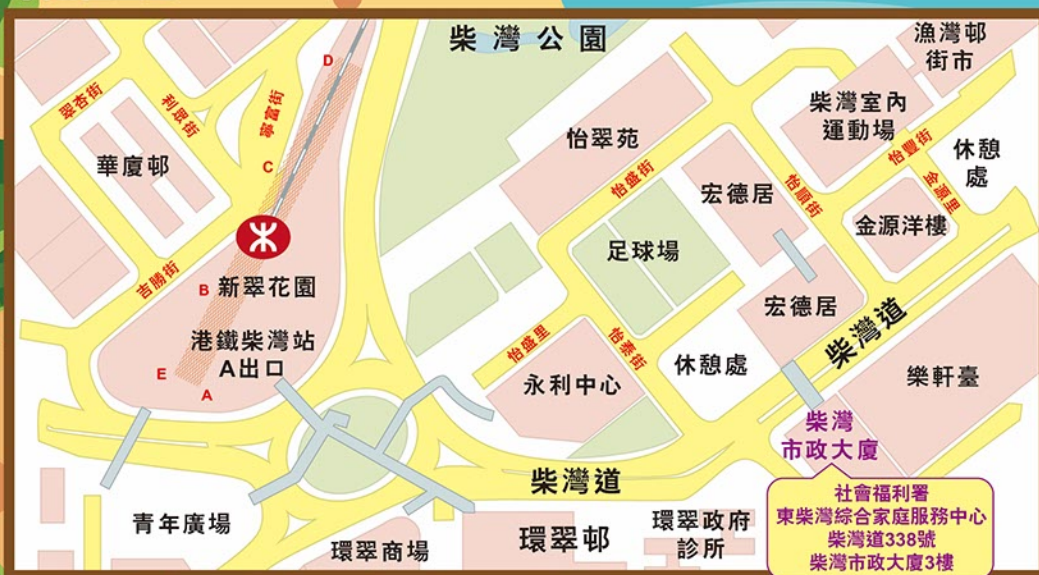 柴灣公園
漁灣邨
街市
D
翠杏街
利眾街
寧富街
柴灣室內
運動場
華廈邨
C
怡翠苑
怡盛街
怡豐街
休憩
處
宏德居
怡順街
金源里
金源洋樓
足球場
吉勝街
B
新翠花園
宏德居
港鐵柴灣站
A出口
E
A
怡盛里
怡泰街
休憩處
柴灣道
永利中心
樂軒臺
柴灣
市政大廈
柴灣道
青年廣場
環翠商場
環翠邨
環翠政府
診所
社會福利署
東柴灣綜合家庭服務中心
柴灣道338號
柴灣市政大廈3樓